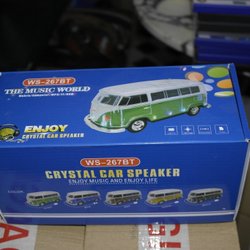 WS-267BT
THE MUSIC WORLD
ENJOY
CRYSTAL CAR SPEAKER
WS-267BT
CRYSTAL CAR SPEAKER
ENJOY MUSIC AND ENJOY LIFE